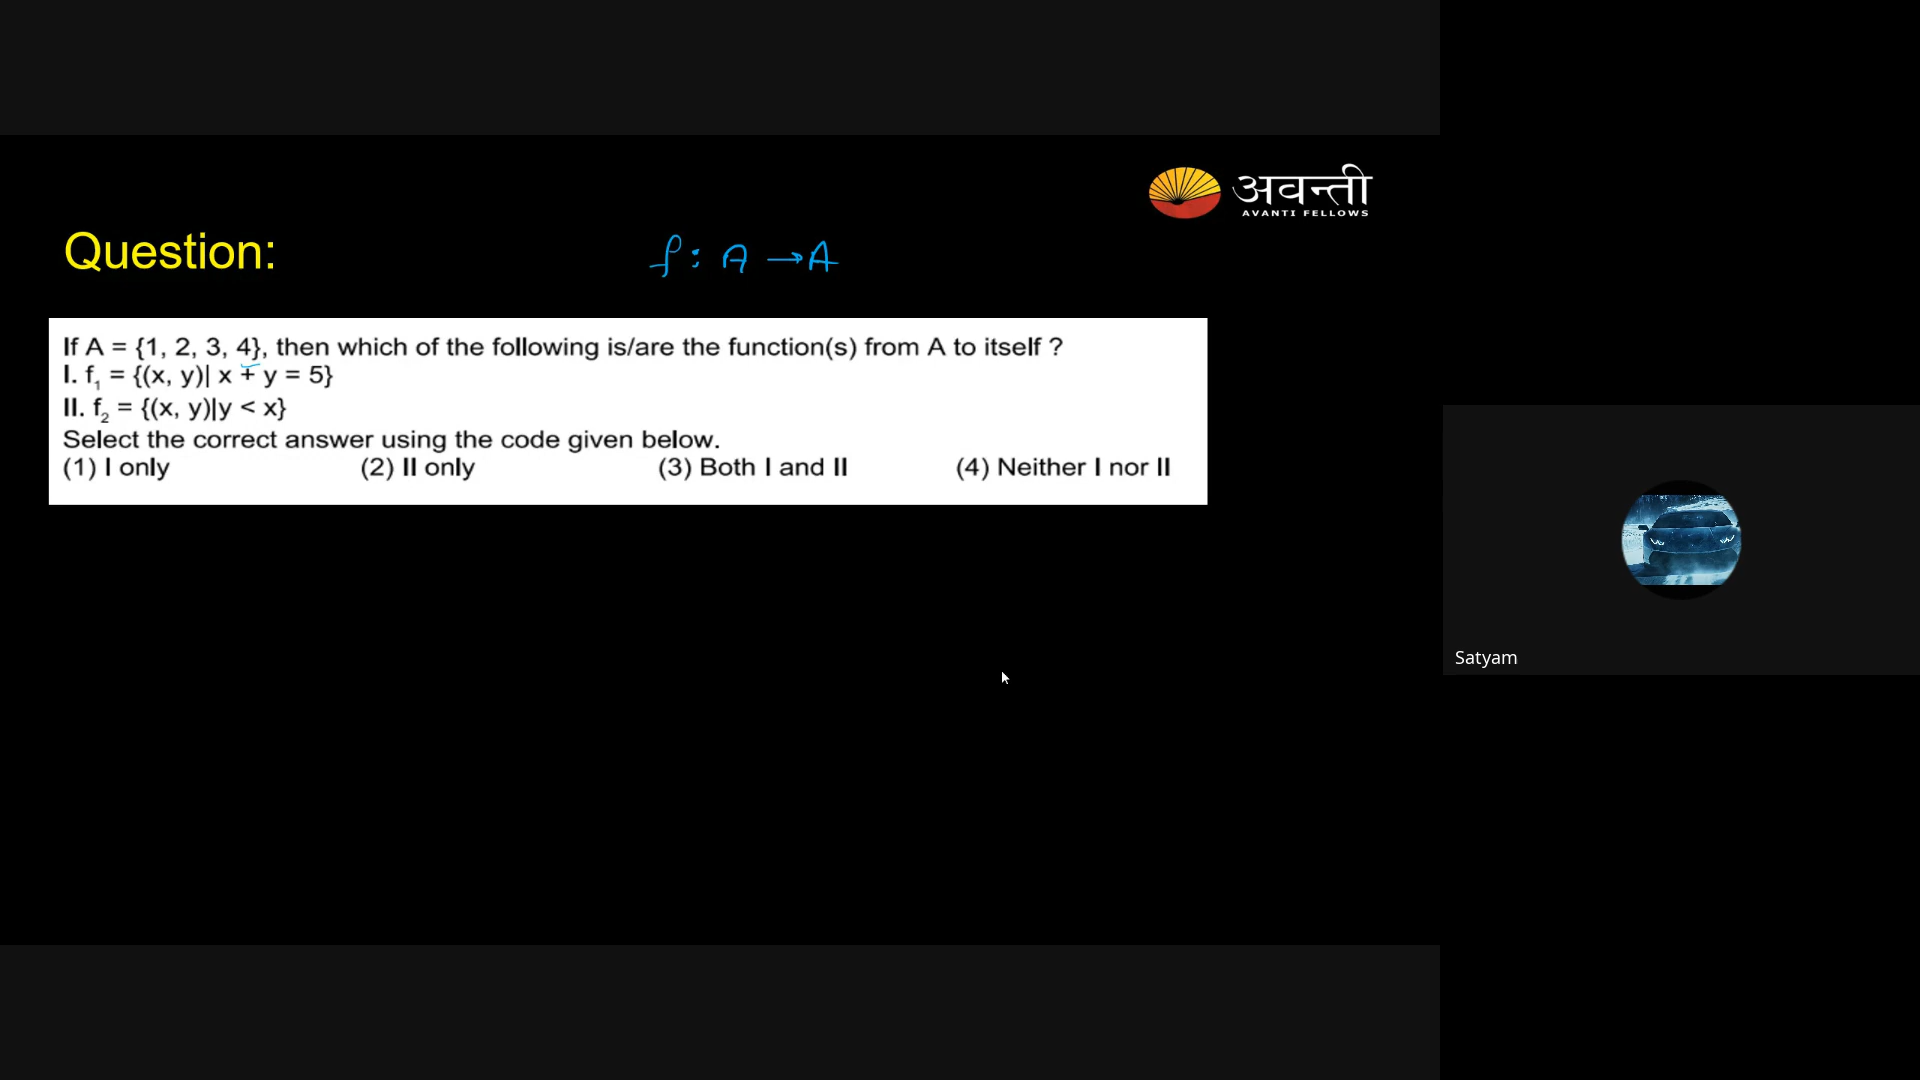 अवन्ती
AVANTI FELLOWS
Question:
f : A → A
If A = {1, 2, 3, 4}, then which of the following is/are the function(s) from A to itself ?
I. f₁ = {(x, y)| x + y = 5}
II. f₂ = {(x, y)|y < x}
Select the correct answer using the code given below.
(1) I only (2) II only (3) Both I and II (4) Neither I nor II
Satyam